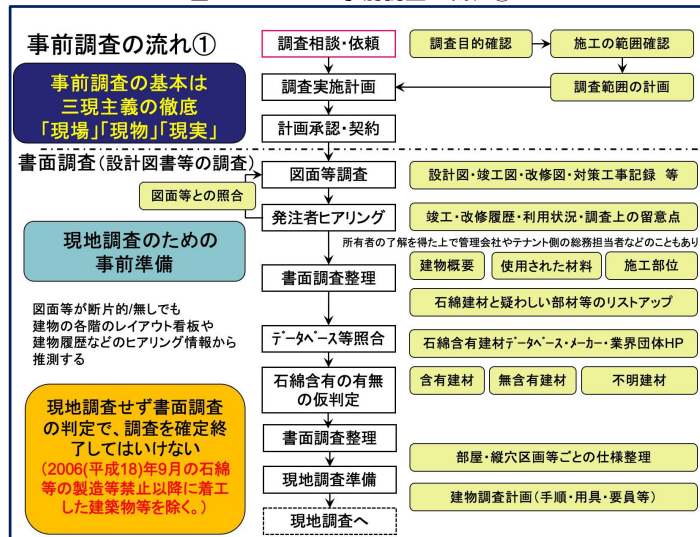 事前調査の流れ①
調査相談・依頼
調査目的確認
施工の範囲確認
事前調査の基本は
三現主義の徹底
「現場」「現物」「現実」
調査実施計画
調査範囲の計画
計画承認・契約
書面調査(設計図書等の調査)
図面等との照合
図面等調査
設計図・竣工図・改修図・対策工事記録 等
発注者ヒアリング
竣工・改修履歴・利用状況・調査上の留意点
所有者の了解を得た上で管理会社やテナント側の総務担当者などのこともあり
現地調査のための
事前準備
書面調査整理
建物概要
使用された材料
施工部位
石綿建材と疑わしい部材等のリストアップ
図面等が断片的/無しでも
建物の各階のレイアウト看板や
建物履歴などのヒアリング情報から
推測する
データベース等照合
石綿含有建材データベース・メーカー・業界団体HP
石綿含有の有無
の仮判定
含有建材
無含有建材
不明建材
現地調査せず書面調査
の判定で、調査を確定終
了してはいけない
(2006(平成18)年9月の石綿
等の製造等禁止以降に着工
した建築物等を除く。)
書面調査整理
部屋・縦穴区画等ごとの仕様整理
現地調査準備
建物調査計画(手順・用具・要員等)
現地調査へ